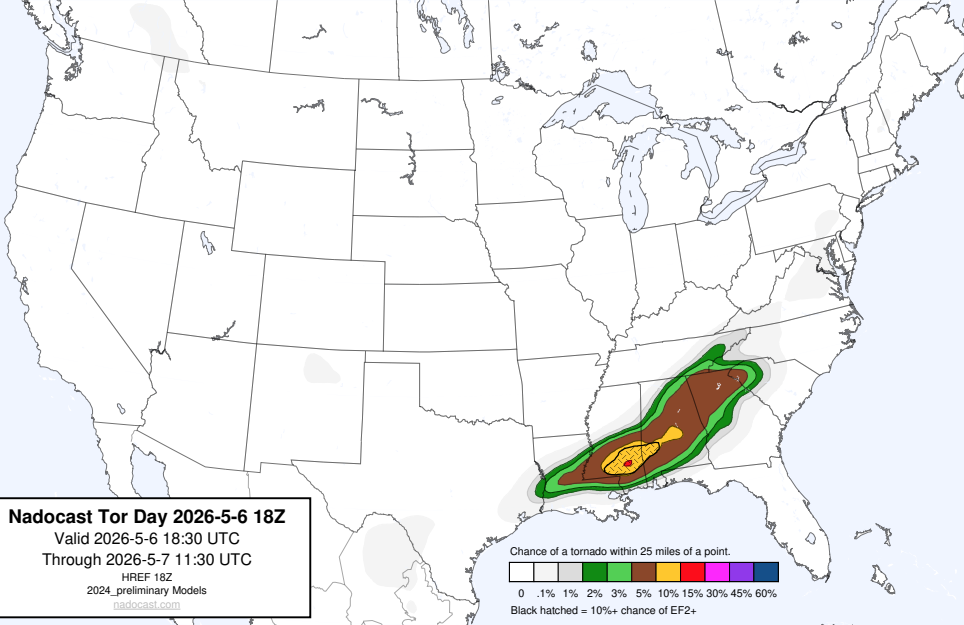 Nadocast Tor Day 2026-5-6 18Z
Valid 2026-5-6 18:30 UTC
Through 2026-5-7 11:30 UTC
HREF 18Z
2024_preliminary Models
nadocast.com
Chance of a tornado within 25 miles of a point.
0 .1% 1% 2% 3% 5% 10% 15% 30% 45% 60%
Black hatched = 10%+ chance of EF2+